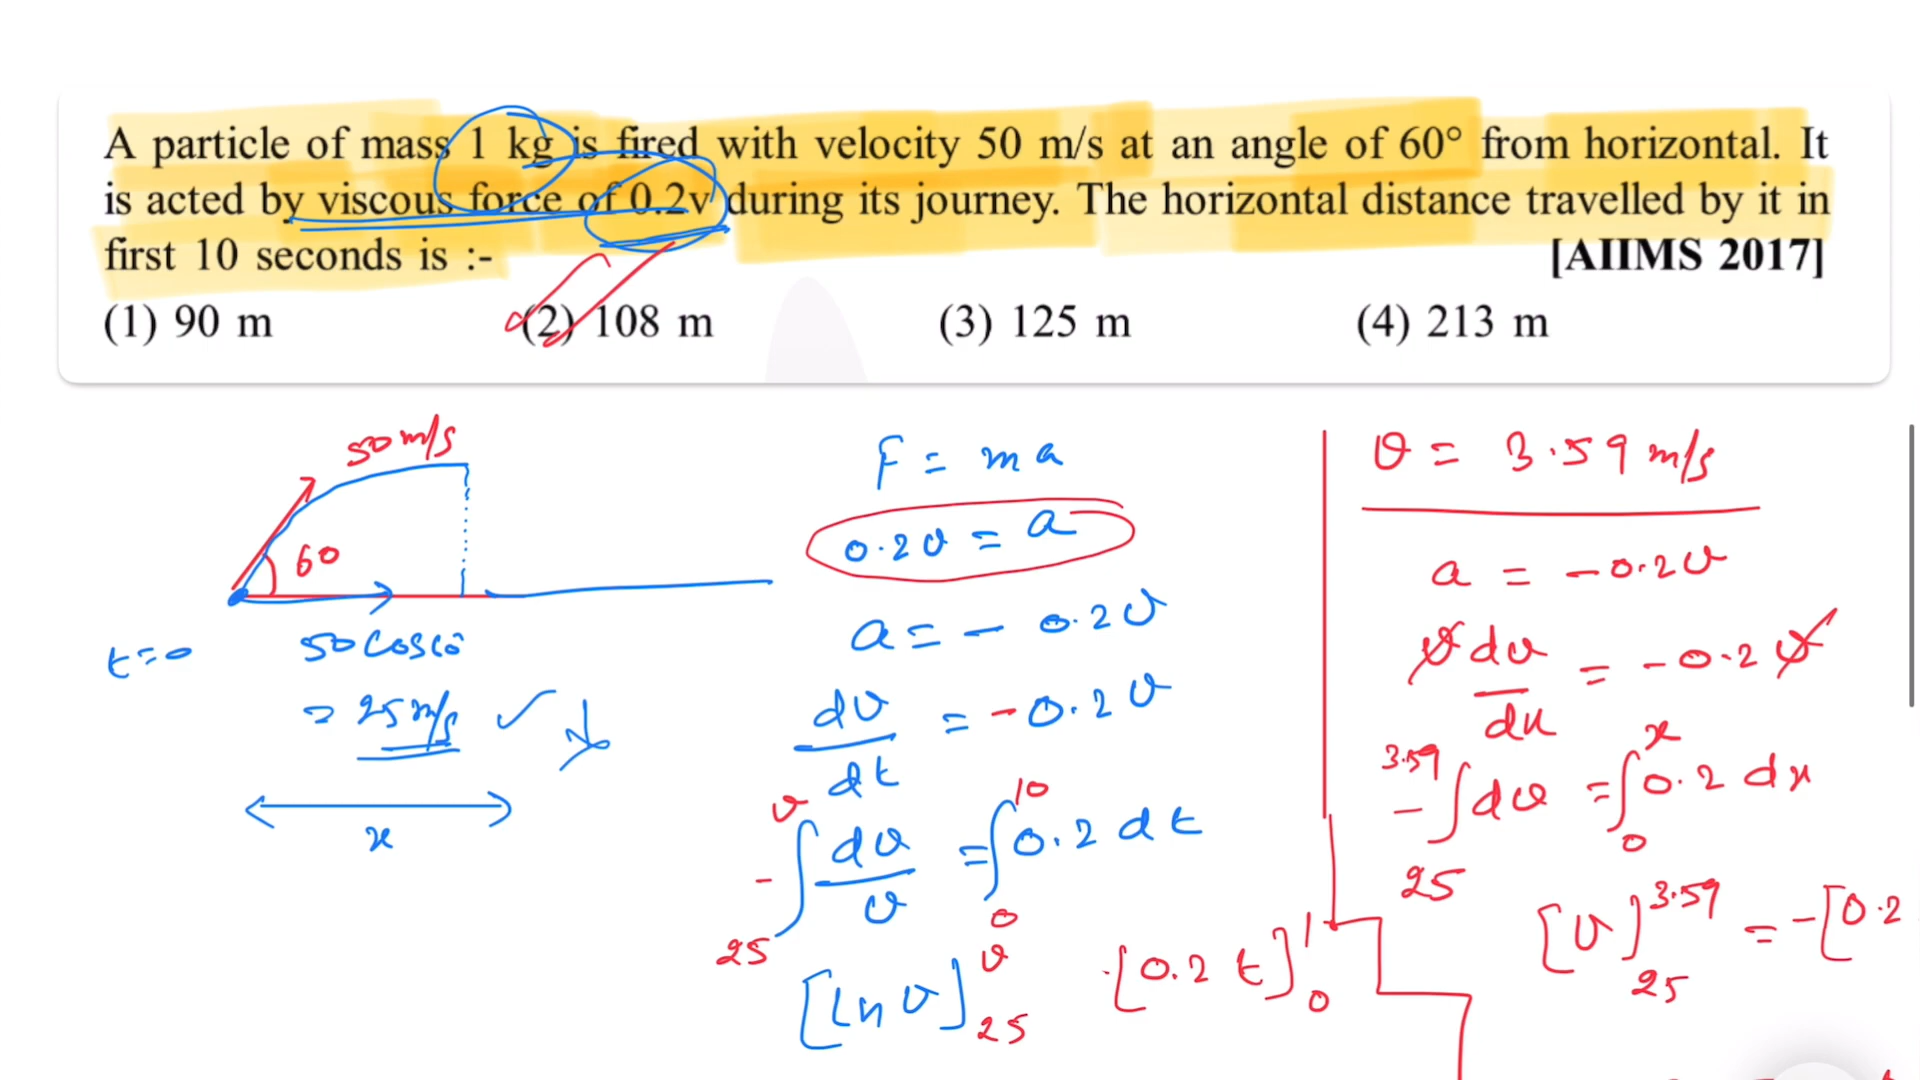 A particle of mass 1 kg is fired with velocity 50 m/s at an angle of 60° from horizontal. It
is acted by viscous force of 0.2v during its journey. The horizontal distance travelled by it in
first 10 seconds is :- [AIIMS 2017]
(1) 90 m (2) 108 m (3) 125 m (4) 213 m
50 m/s
60
t=0
50 cos60
= 25 m/s
x
F = ma
0.2v = a
a = - 0.2v
dv/dt = -0.2v
- ∫ dv/v = ∫ 0.2 dt
v 25 10 0
[ln v] v 25 [0.2 t] 0
v = 3.59 m/s
a = -0.2v
v dv/dx = -0.2 v
- ∫ dv = ∫ 0.2 dx
3.59 25 x 0
[v] 3.59 25 = -[0.2